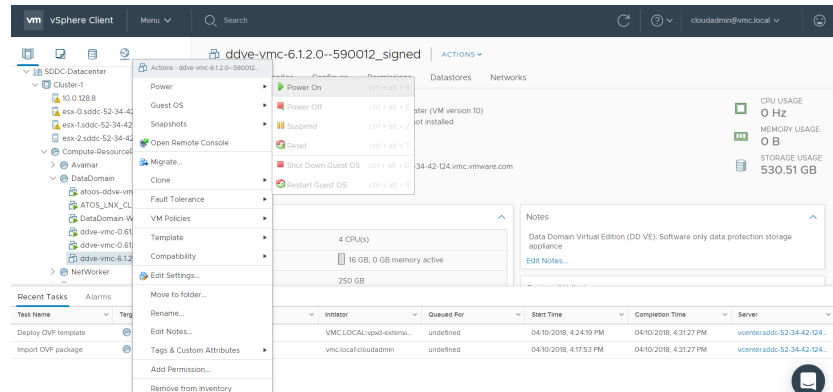 vm vSphere Client Menu Search cloudadmin@vmc.local
ddve-vmc-6.1.2.0--590012_signed ACTIONS
Configure Permissions Datastores Networks
SDDC-Datacenter
Cluster-1
10.0.128.8
esx-0.sddc-52-34-42
esx-1.sddc-52-34-42
esx-2.sddc-52-34-42
Compute-ResourceP
Avamar
DataDomain
atoos-ddve-vm
ATOS_LNX_CL
DataDomain-W
ddve-vmc-0.61
ddve-vmc-0.61
ddve-vmc-6.1.2
NetWorker
Actions - ddve-vmc-6.1.2.0--590012...
Power
Guest OS
Snapshots
Open Remote Console
Migrate...
Clone
Fault Tolerance
VM Policies
Template
Compatibility
Edit Settings...
Move to folder...
Rename...
Edit Notes...
Tags & Custom Attributes
Add Permission...
Remove from Inventory
Power On ctrl + alt + B
Power Off ctrl + alt + E
Suspend ctrl + alt + Z
Reset ctrl + alt + T
Shut Down Guest OS ctrl + alt + D
Restart Guest OS ctrl + alt + R
ater (VM version 10)
ot installed
34-42-124.vmc.vmware.com
CPU USAGE
0 Hz
MEMORY USAGE
0 B
STORAGE USAGE
530.51 GB
4 CPU(s)
16 GB, 0 GB memory active
250 GB
Notes
Data Domain Virtual Edition (DD VE): Software only data protection storage
appliance
Edit Notes...
Recent Tasks Alarms
Task Name Targ Initiator Queued For Start Time Completion Time Server
Deploy OVF template VMC.LOCAL\vpxd-extensi... undefined 04/10/2018, 4:24:19 PM 04/10/2018, 4:31:27 PM vcenter.sddc-52-34-42-124...
Import OVF package vmc.local\cloudadmin undefined 04/10/2018, 4:17:53 PM 04/10/2018, 4:31:27 PM vcenter.sddc-52-34-42-124...